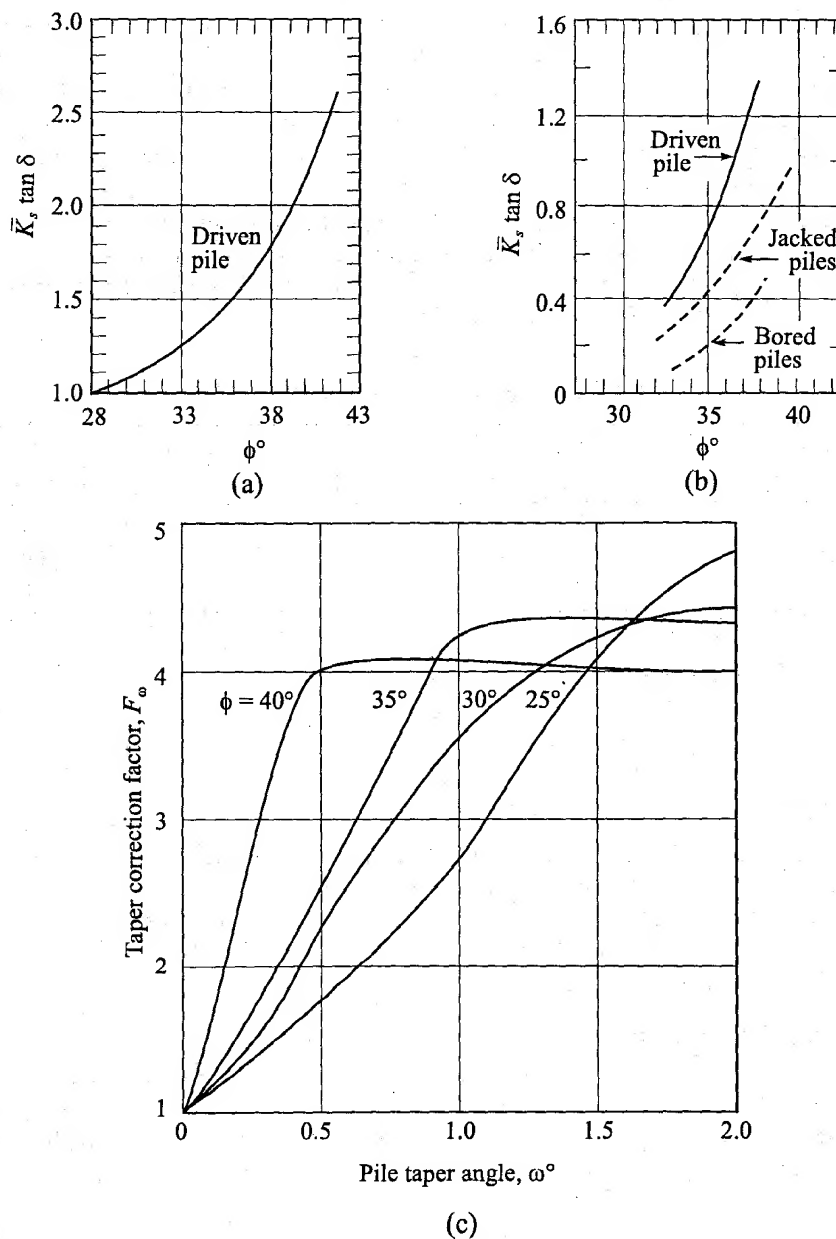 3.0
2.5
2.0
1.5
1.0
28
33
38
43
K̄s tan δ
Driven
pile
ϕ°
(a)
1.6
1.2
0.8
0.4
0
30
35
40
K̄s tan δ
Driven
pile
Jacked
piles
Bored
piles
ϕ°
(b)
5
4
3
2
1
0
0.5
1.0
1.5
2.0
Taper correction factor, Fω
ϕ = 40°
35°
30°
25°
Pile taper angle, ω°
(c)